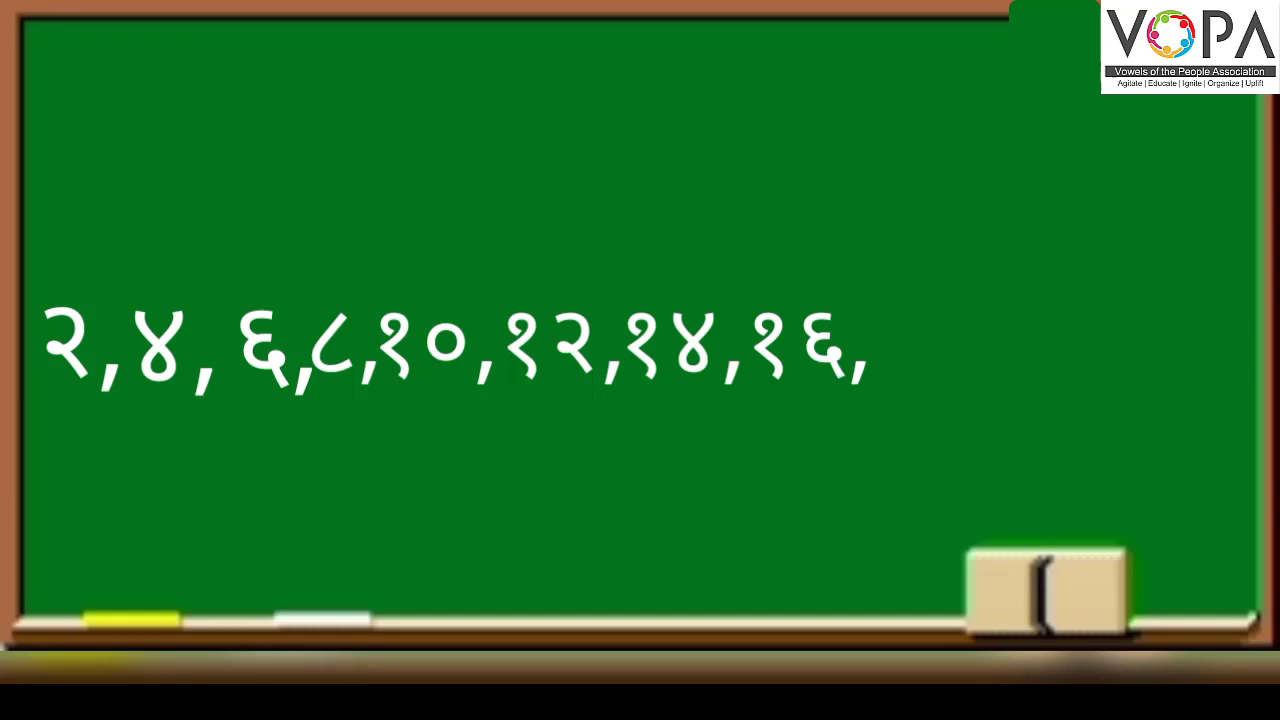 VOPA
Vowels of the People Association
Agitate | Educate | Ignite | Organize | Uplift
२,४, ६,८,१०,१२,१४,१६,